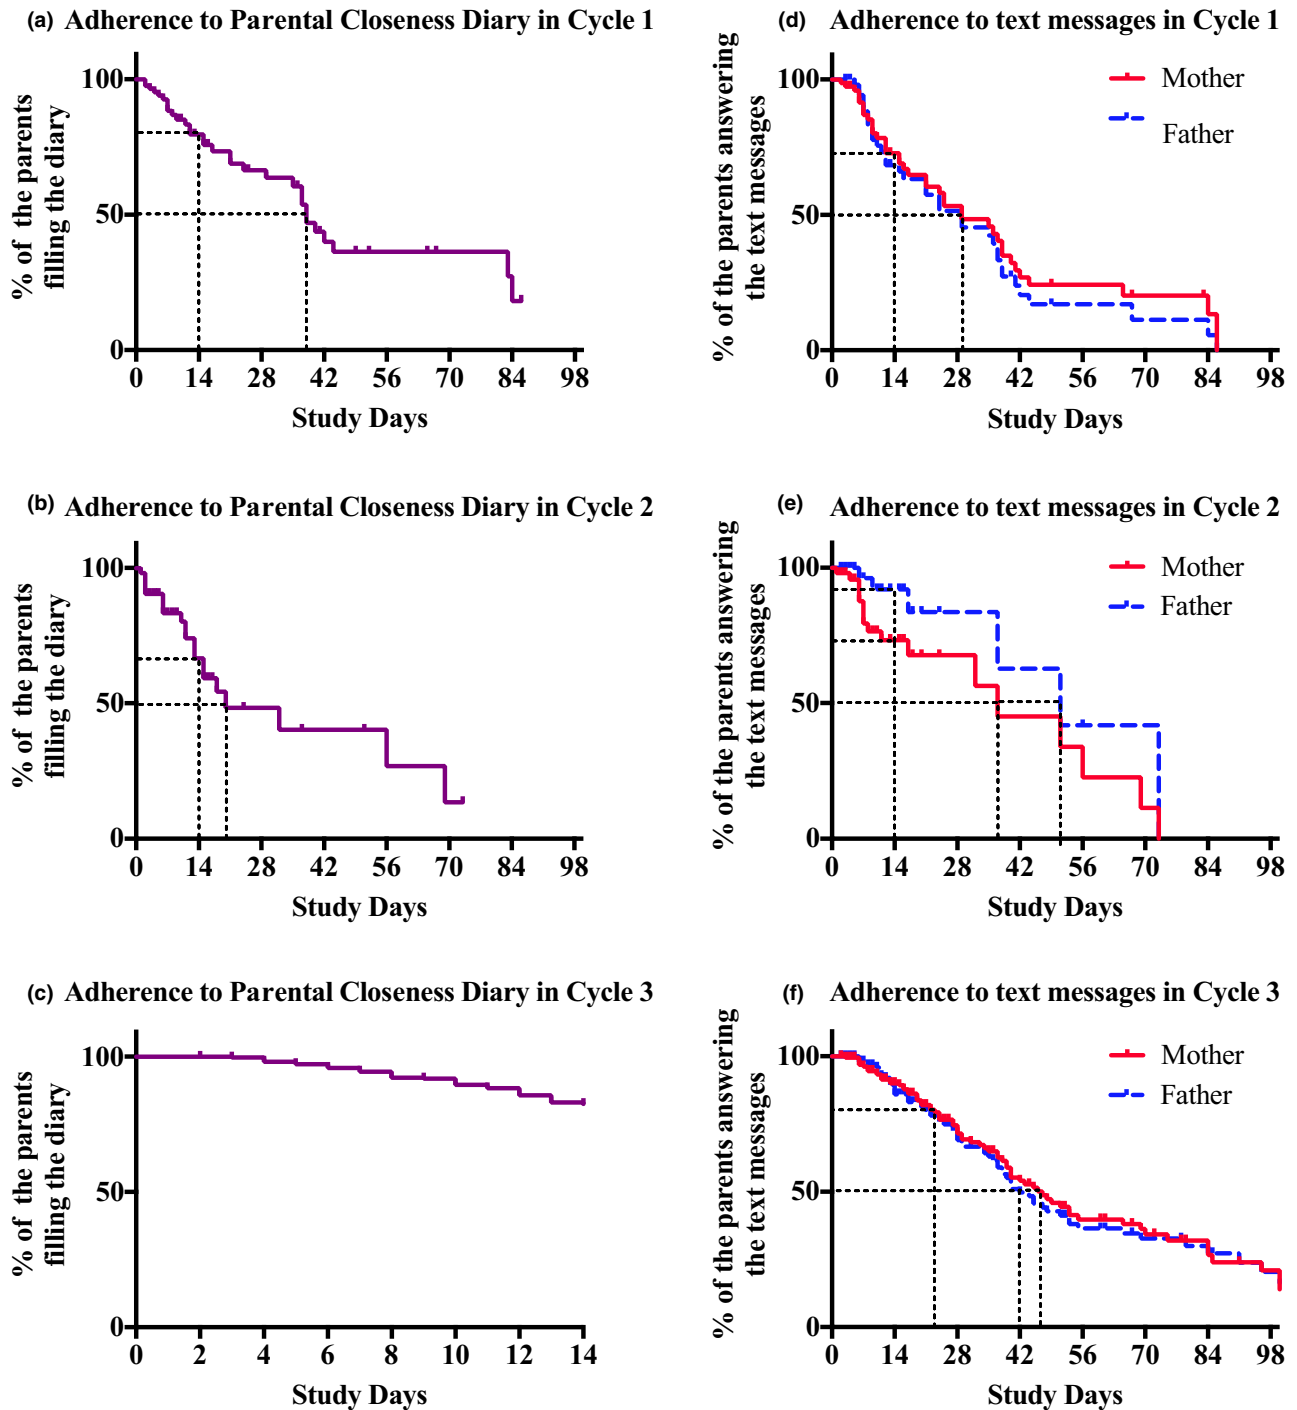 (a) Adherence to Parental Closeness Diary in Cycle 1
% of the parents
filling the diary
100
50
0
0 14 28 42 56 70 84 98
Study Days
(d) Adherence to text messages in Cycle 1
% of the parents answering
the text messages
Mother
Father
100
50
0
0 14 28 42 56 70 84 98
Study Days
(b) Adherence to Parental Closeness Diary in Cycle 2
% of the parents
filling the diary
100
50
0
0 14 28 42 56 70 84 98
Study Days
(e) Adherence to text messages in Cycle 2
% of the parents answering
the text messages
Mother
Father
100
50
0
0 14 28 42 56 70 84 98
Study Days
(c) Adherence to Parental Closeness Diary in Cycle 3
% of the parents
filling the diary
100
50
0
0 2 4 6 8 10 12 14
Study Days
(f) Adherence to text messages in Cycle 3
% of the parents answering
the text messages
Mother
Father
100
50
0
0 14 28 42 56 70 84 98
Study Days